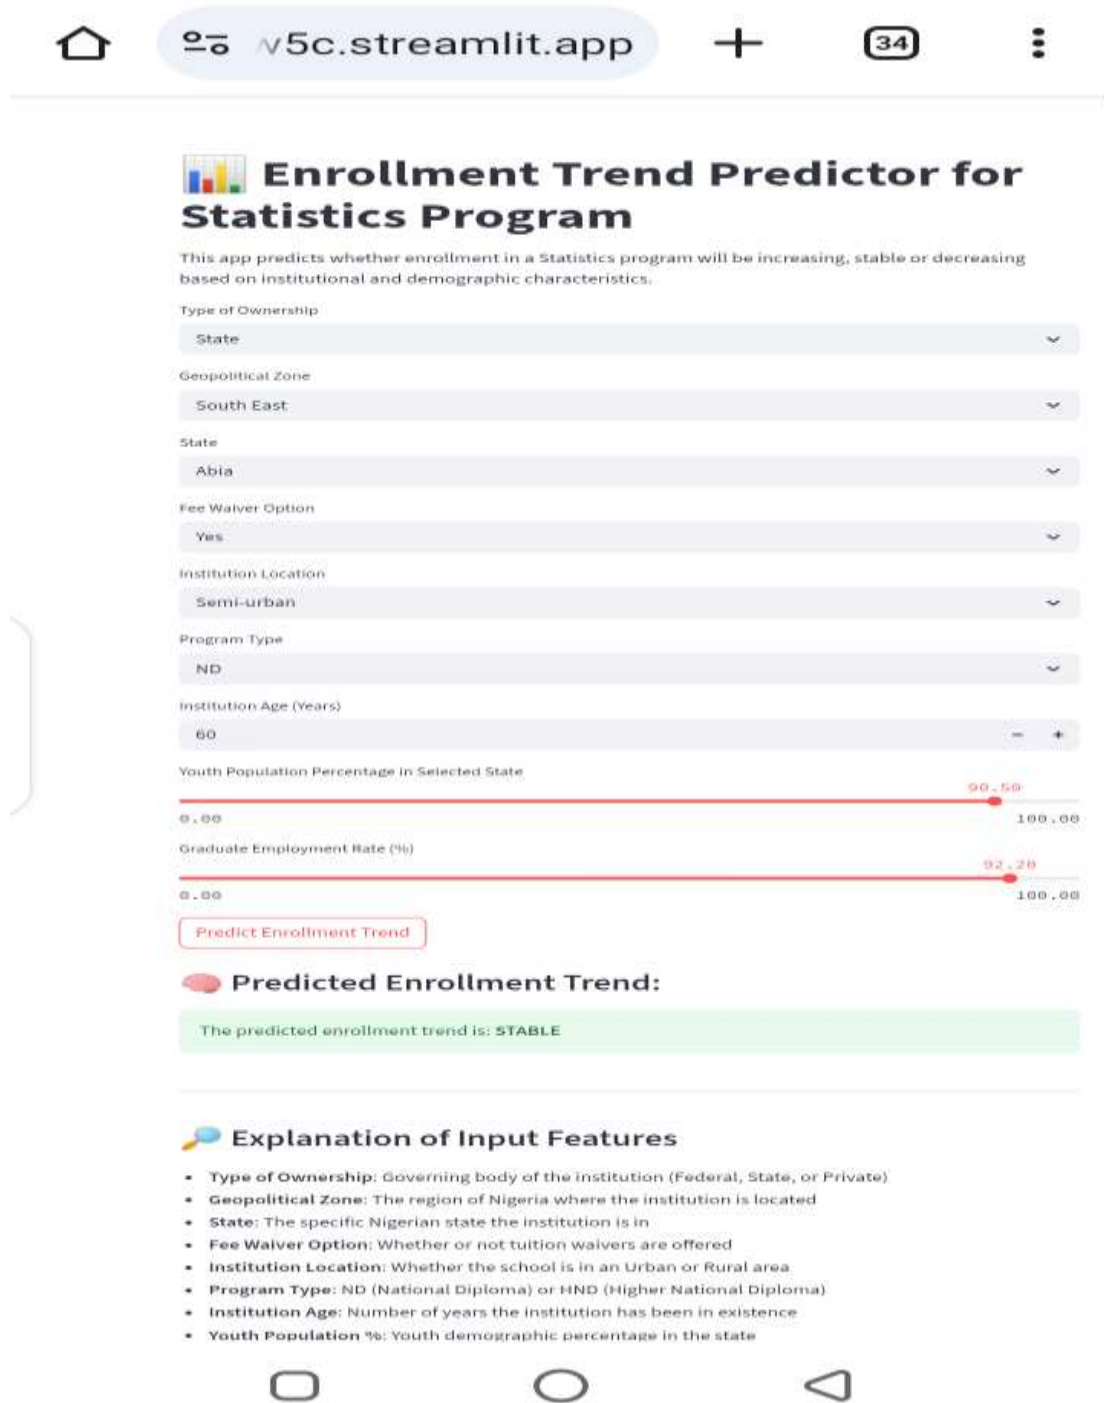 v5c.streamlit.app
34
Enrollment Trend Predictor for
Statistics Program
This app predicts whether enrollment in a Statistics program will be increasing, stable or decreasing
based on institutional and demographic characteristics.
Type of Ownership
State
Geopolitical Zone
South East
State
Abia
Fee Waiver Option
Yes
Institution Location
Semi-urban
Program Type
ND
Institution Age (Years)
60
Youth Population Percentage in Selected State
90.50
0.00 100.00
Graduate Employment Rate (%)
92.20
0.00 100.00
Predict Enrollment Trend
Predicted Enrollment Trend:
The predicted enrollment trend is: STABLE
Explanation of Input Features
• Type of Ownership: Governing body of the institution (Federal, State, or Private)
• Geopolitical Zone: The region of Nigeria where the institution is located
• State: The specific Nigerian state the institution is in
• Fee Waiver Option: Whether or not tuition waivers are offered
• Institution Location: Whether the school is in an Urban or Rural area
• Program Type: ND (National Diploma) or HND (Higher National Diploma)
• Institution Age: Number of years the institution has been in existence
• Youth Population %: Youth demographic percentage in the state